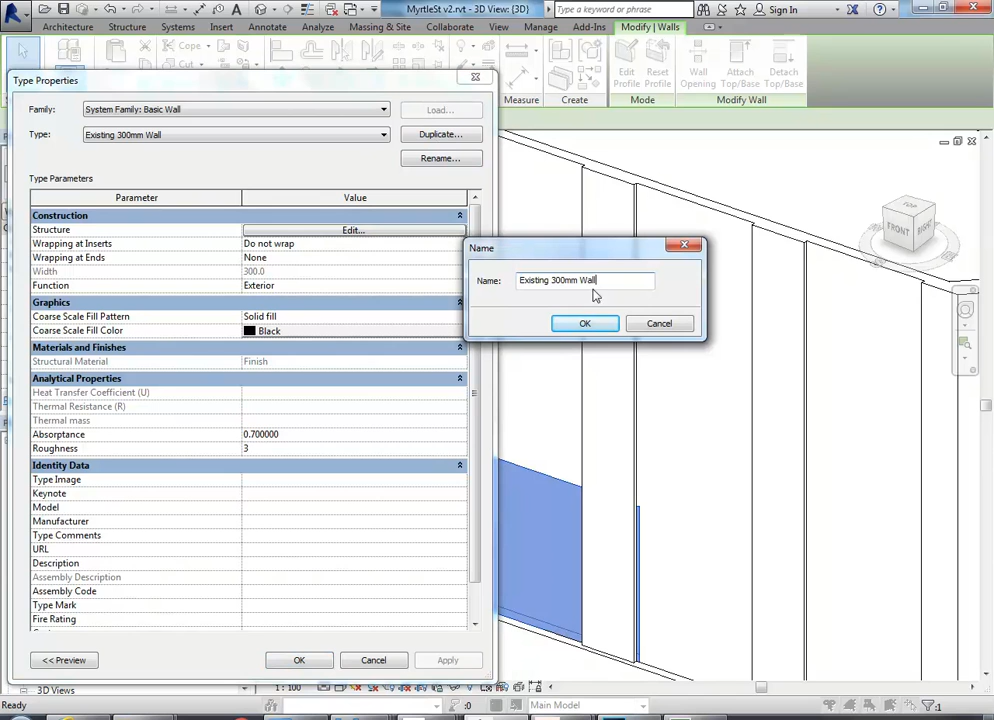 MyrtleSt v2.rvt - 3D View: {3D}
Type a keyword or phrase
Sign In
Architecture Structure Systems Insert Annotate Analyze Massing & Site Collaborate View Manage Add-Ins Modify | Walls
Cope
Cut
Edit Profile
Reset Profile
Wall Opening
Attach Top/Base
Detach Top/Base
Measure Create Mode Modify Wall
Type Properties
Family: System Family: Basic Wall Load...
Type: Existing 300mm Wall Duplicate...
Rename...
Type Parameters
Parameter Value
Construction
Structure Edit...
Wrapping at Inserts Do not wrap
Wrapping at Ends None
Width 300.0
Function Exterior
Graphics
Coarse Scale Fill Pattern Solid fill
Coarse Scale Fill Color Black
Materials and Finishes
Structural Material Finish
Analytical Properties
Heat Transfer Coefficient (U)
Thermal Resistance (R)
Thermal mass
Absorptance 0.700000
Roughness 3
Identity Data
Type Image
Keynote
Model
Manufacturer
Type Comments
URL
Description
Assembly Description
Assembly Code
Type Mark
Fire Rating
<< Preview OK Cancel Apply
Name
Name: Existing 300mm Wall
OK Cancel
TOP
FRONT
RIGHT
3D Views
1 : 100
:0
Main Model
:1